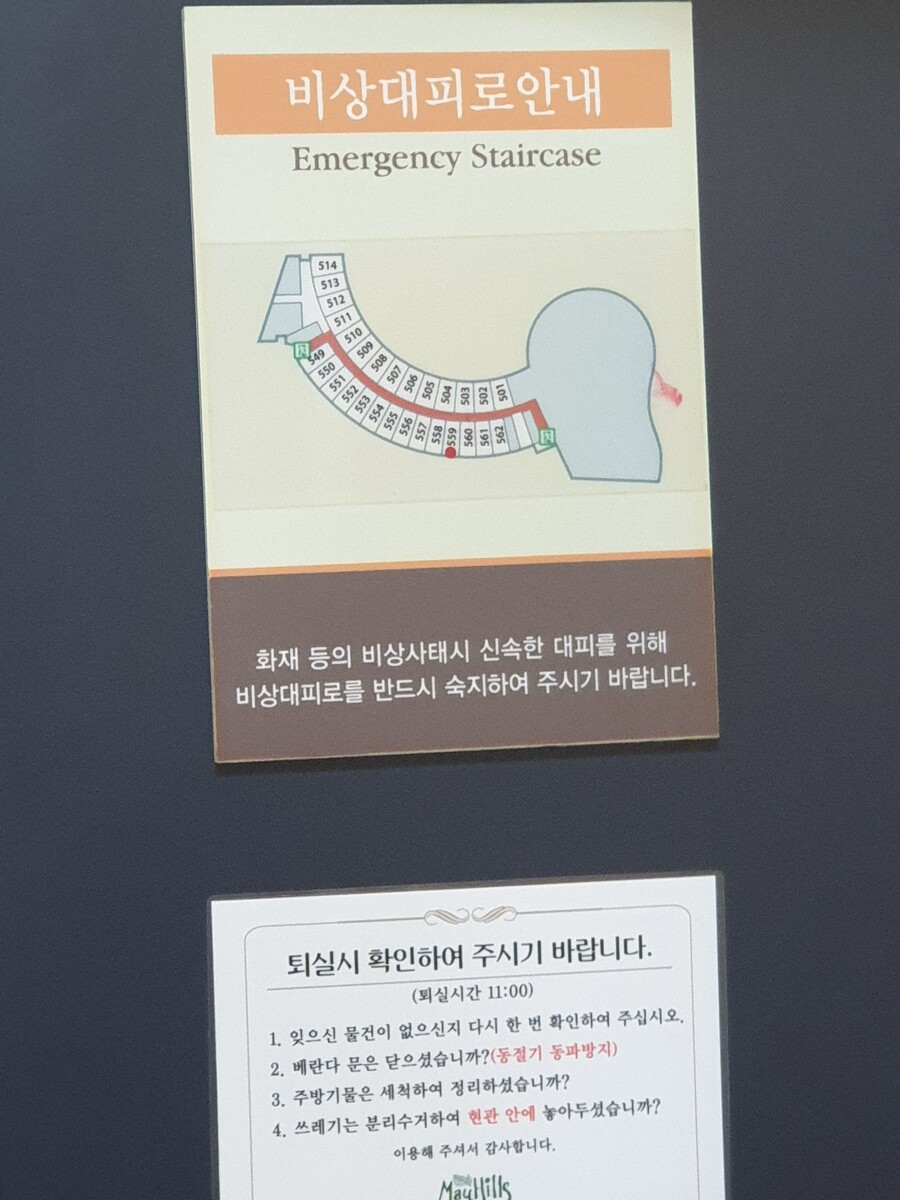 비상대피로안내
Emergency Staircase
514
513
512
511
510
509
508
507
506
505
504
503
502
501
549
550
551
552
553
554
555
556
557
558
559
560
561
562
화재 등의 비상사태시 신속한 대피를 위해
비상대피로를 반드시 숙지하여 주시기 바랍니다.
퇴실시 확인하여 주시기 바랍니다.
(퇴실시간 11:00)
1. 잊으신 물건이 없으신지 다시 한 번 확인하여 주십시오.
2. 베란다 문은 닫으셨습니까?(동절기 동파방지)
3. 주방기물은 세척하여 정리하셨습니까?
4. 쓰레기는 분리수거하여 현관 안에 놓아두셨습니까?
이용해 주셔서 감사합니다.
MayHills